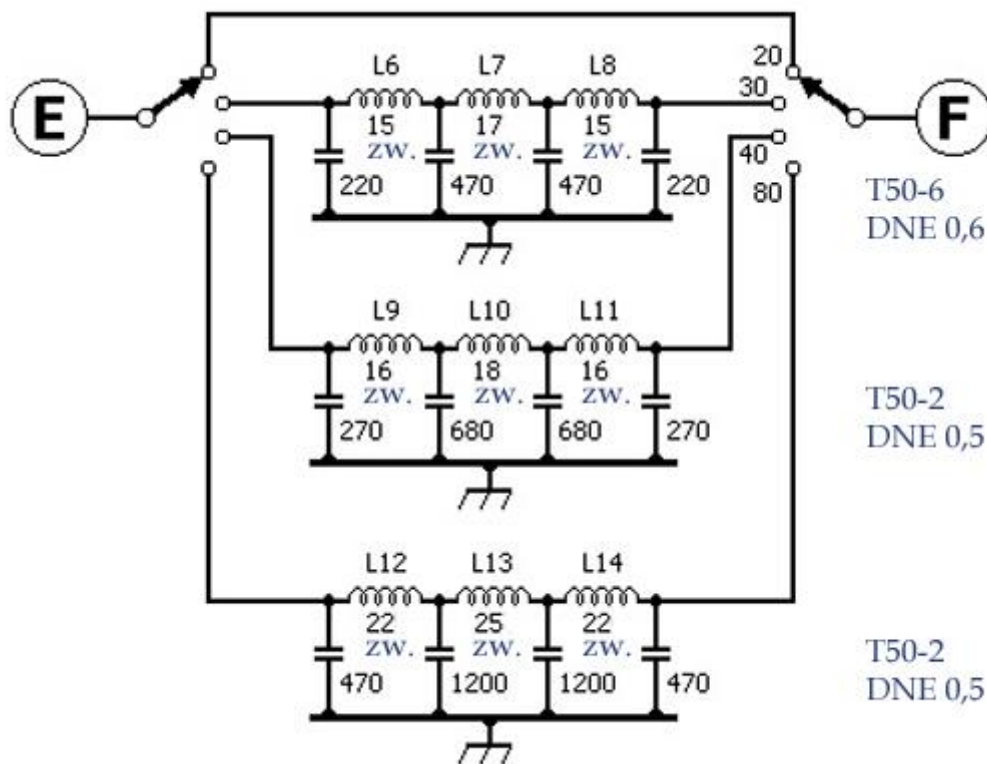 20
L6 L7 L8
30
E
F
15 17 15
zw. zw. zw.
40
220 470 470 220
80
T50-6
DNE 0,6
L9 L10 L11
16 18 16
zw. zw. zw.
270 680 680 270
T50-2
DNE 0,5
L12 L13 L14
22 25 22
zw. zw. zw.
470 1200 1200 470
T50-2
DNE 0,5